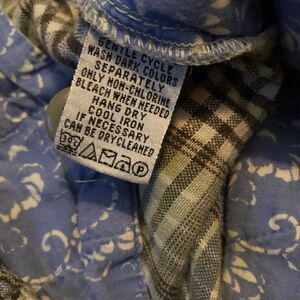 GENTLE CYCLE
WASH DARK COLORS
SEPARATELY
ONLY NON-CHLORINE
BLEACH WHEN NEEDED
HANG DRY
COOL IRON
IF NECESSARY
CAN BE DRYCLEANED